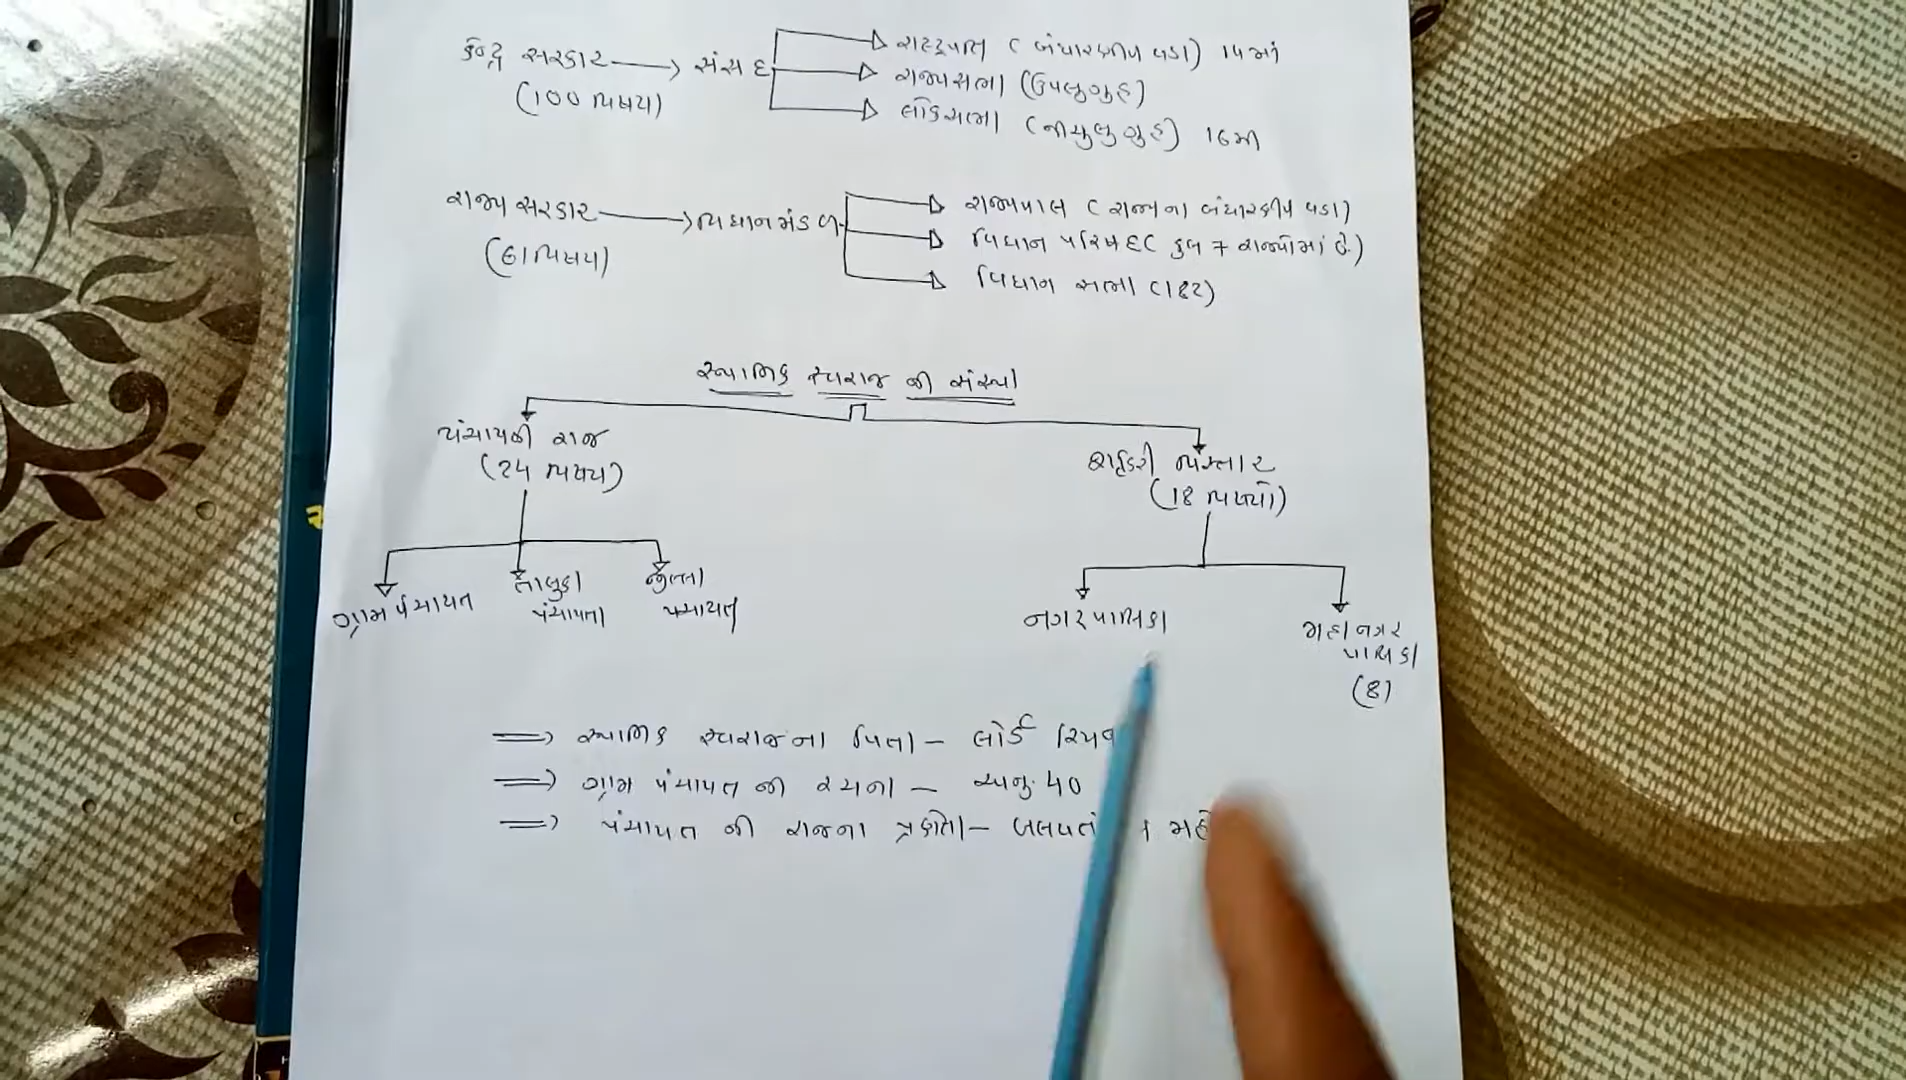 કેન્દ્ર સરકાર → સંસદ
(100 વિષય)
રાષ્ટ્રપતિ (બંધારણીય વડા) 14માં
રાજ્યસભા (ઉપલુગૃહ)
લોકસભા (નીચુલુ ગૃહ) 16મી
રાજ્ય સરકાર → વિધાનમંડળ
(61 વિષય)
રાજ્યપાલ (રાજ્યના બંધારણીય વડા)
વિધાન પરિષદ (કુલ 7 રાજ્યોમાં છે.)
વિધાન સભા (182)
સ્થાનિક સ્વરાજ ની સંસ્થા
પંચાયતી રાજ
(29 વિષય)
શહેરી વિસ્તાર
(18 વિષયો)
ગ્રામ પંચાયત
તાલુકા પંચાયત
જીલ્લા પંચાયત
નગરપાલિકા
મહાનગર પાલિકા
(8)
⇒ સ્થાનિક સ્વરાજના પિતા – લોર્ડ રિપન
⇒ ગ્રામ પંચાયત ની રચના – અનુ. 40
⇒ પંચાયત ની રાજના પ્રણેતા – બલવંત